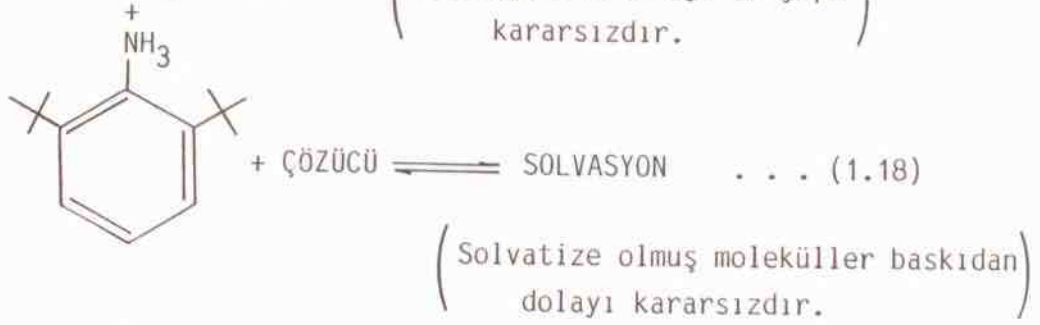 kararsızdır.
+
NH3
+ ÇÖZÜCÜ ⇌ SOLVASYON . . . (1.18)
(Solvatize olmuş moleküller baskıdan
dolayı kararsızdır.)